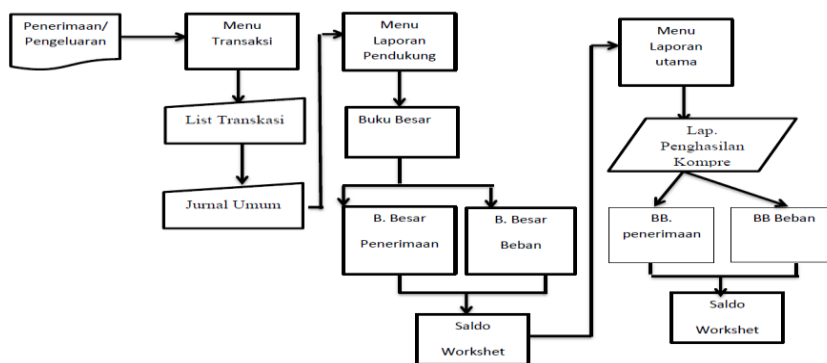 Penerimaan/
Pengeluaran
Menu
Transaksi
List Transkasi
Jurnal Umum
Menu
Laporan
Pendukung
Buku Besar
B. Besar
Penerimaan
B. Besar
Beban
Saldo
Workshet
Menu
Laporan
utama
Lap.
Penghasilan
Kompre
BB.
penerimaan
BB Beban
Saldo
Workshet